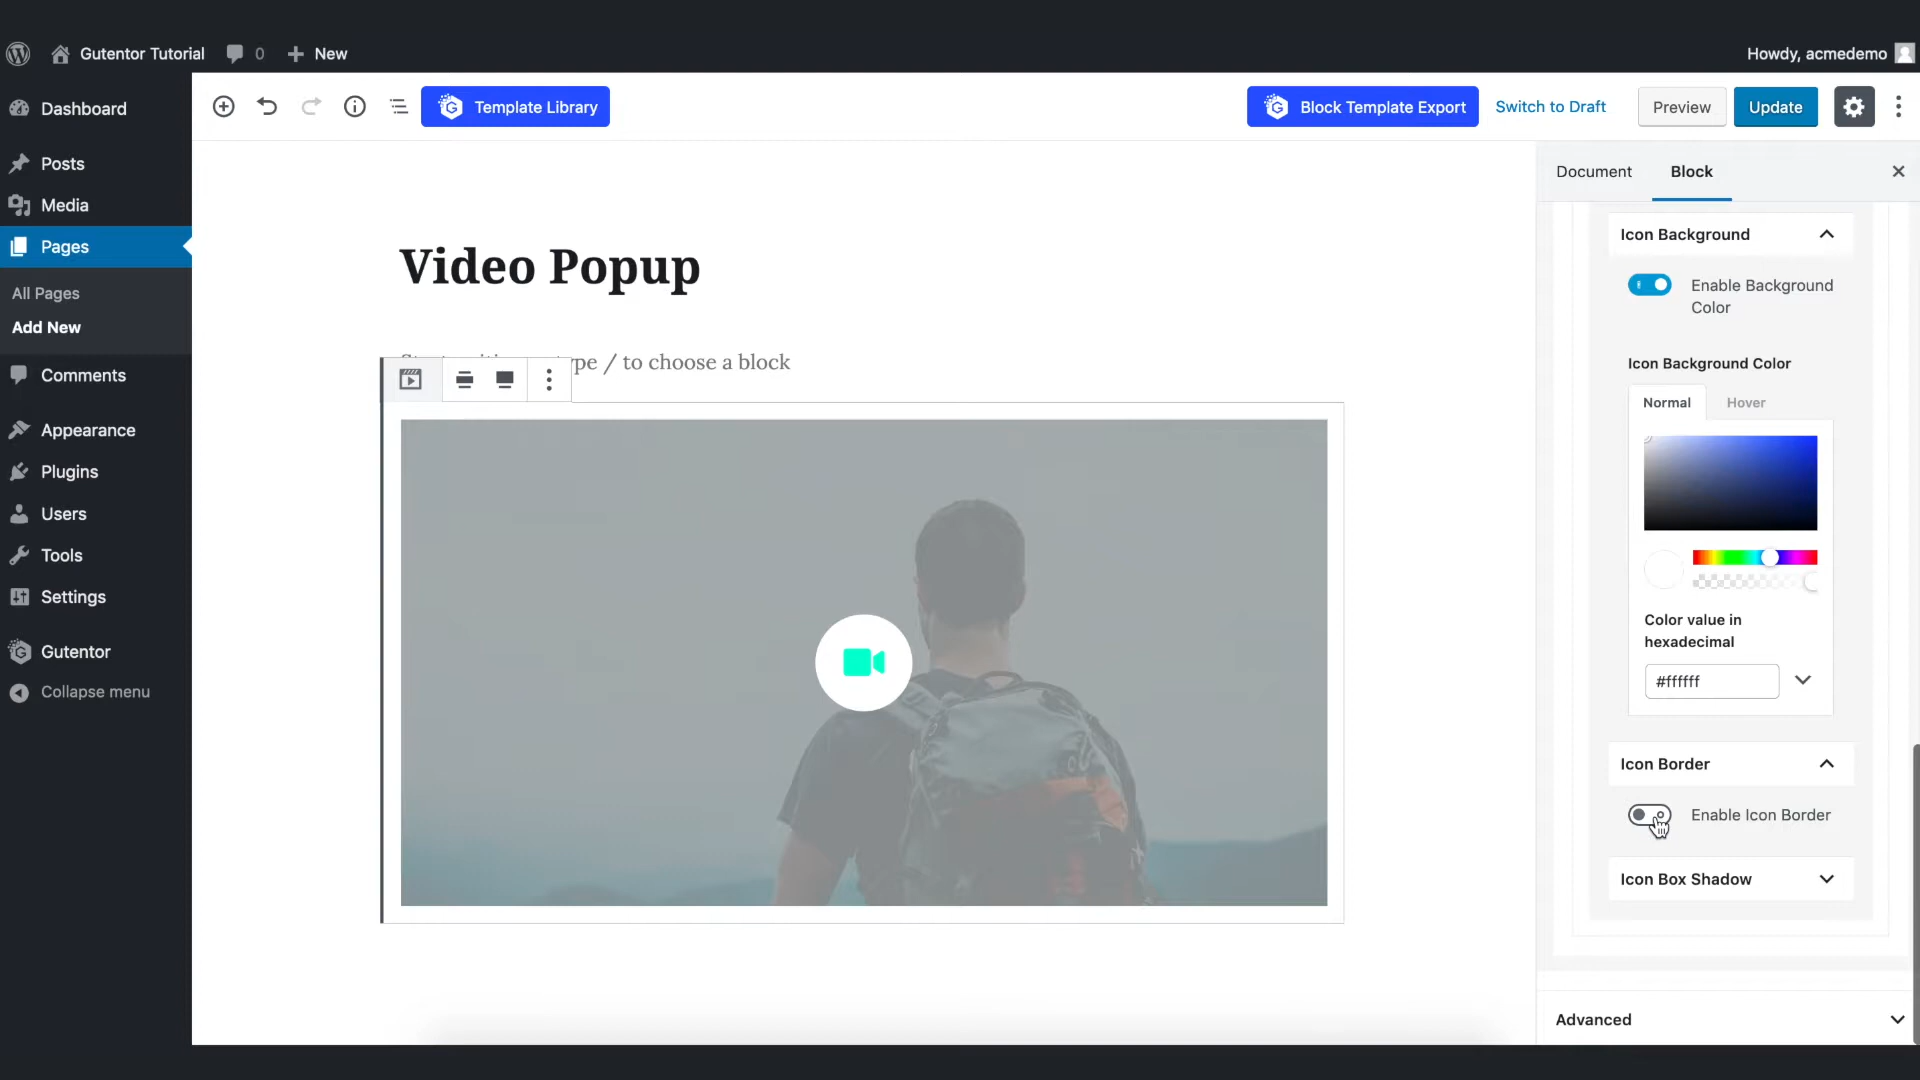 Gutentor Tutorial
0
New
Howdy, acmedemo
Dashboard
Posts
Media
Pages
All Pages
Add New
Comments
Appearance
Plugins
Users
Tools
Settings
Gutentor
Collapse menu
Template Library
Block Template Export
Switch to Draft
Preview
Update
Video Popup
/ to choose a block
Document
Block
Icon Background
Enable Background
Color
Icon Background Color
Normal
Hover
Color value in
hexadecimal
#ffffff
Icon Border
Enable Icon Border
Icon Box Shadow
Advanced